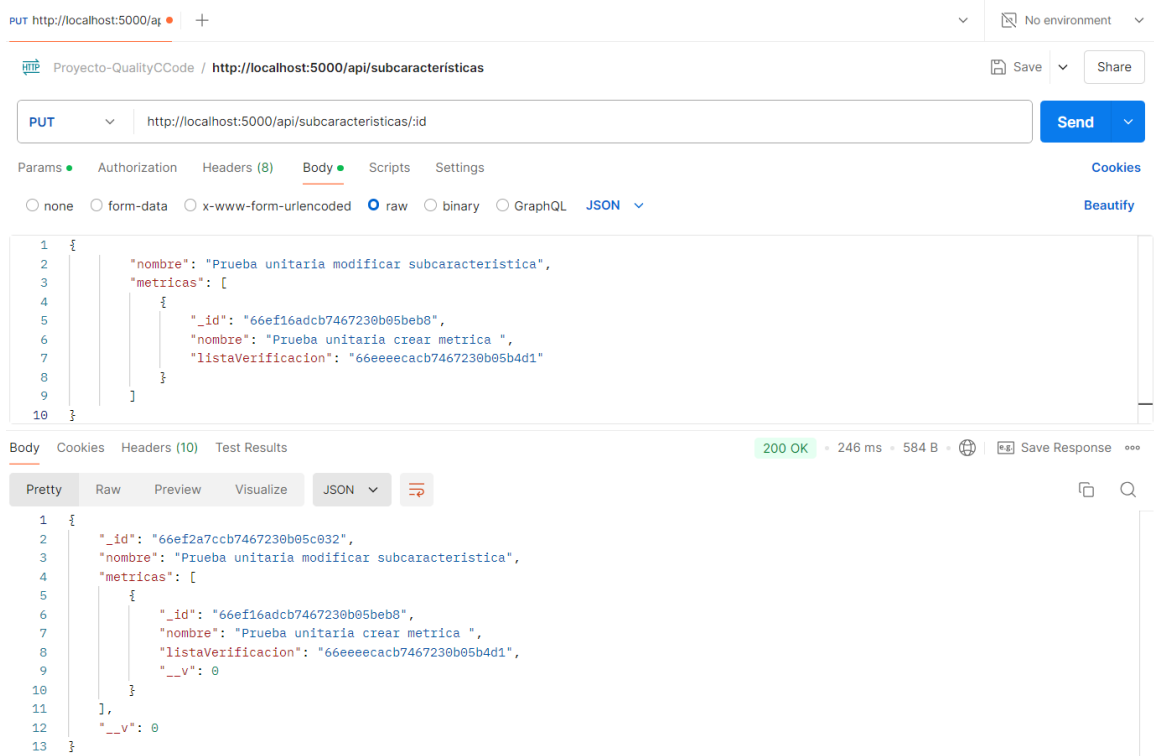 PUT http://localhost:5000/ap
No environment
HTTP Proyecto-QualityCCode / http://localhost:5000/api/subcaracterísticas
Save
Share
PUT
http://localhost:5000/api/subcaracteristicas/:id
Send
Params
Authorization
Headers (8)
Body
Scripts
Settings
Cookies
none
form-data
x-www-form-urlencoded
raw
binary
GraphQL
JSON
Beautify
1 {
2 "nombre": "Prueba unitaria modificar subcaracteristica",
3 "metricas": [
4 {
5 "_id": "66ef16adcb7467230b05beb8",
6 "nombre": "Prueba unitaria crear metrica ",
7 "listaVerificacion": "66eeeecacb7467230b05b4d1"
8 }
9 ]
10 }
Body
Cookies
Headers (10)
Test Results
200 OK
246 ms
584 B
e.g. Save Response
Pretty
Raw
Preview
Visualize
JSON
1 {
2 "_id": "66ef2a7ccb7467230b05c032",
3 "nombre": "Prueba unitaria modificar subcaracteristica",
4 "metricas": [
5 {
6 "_id": "66ef16adcb7467230b05beb8",
7 "nombre": "Prueba unitaria crear metrica ",
8 "listaVerificacion": "66eeeecacb7467230b05b4d1",
9 "__v": 0
10 }
11 ],
12 "__v": 0
13 }